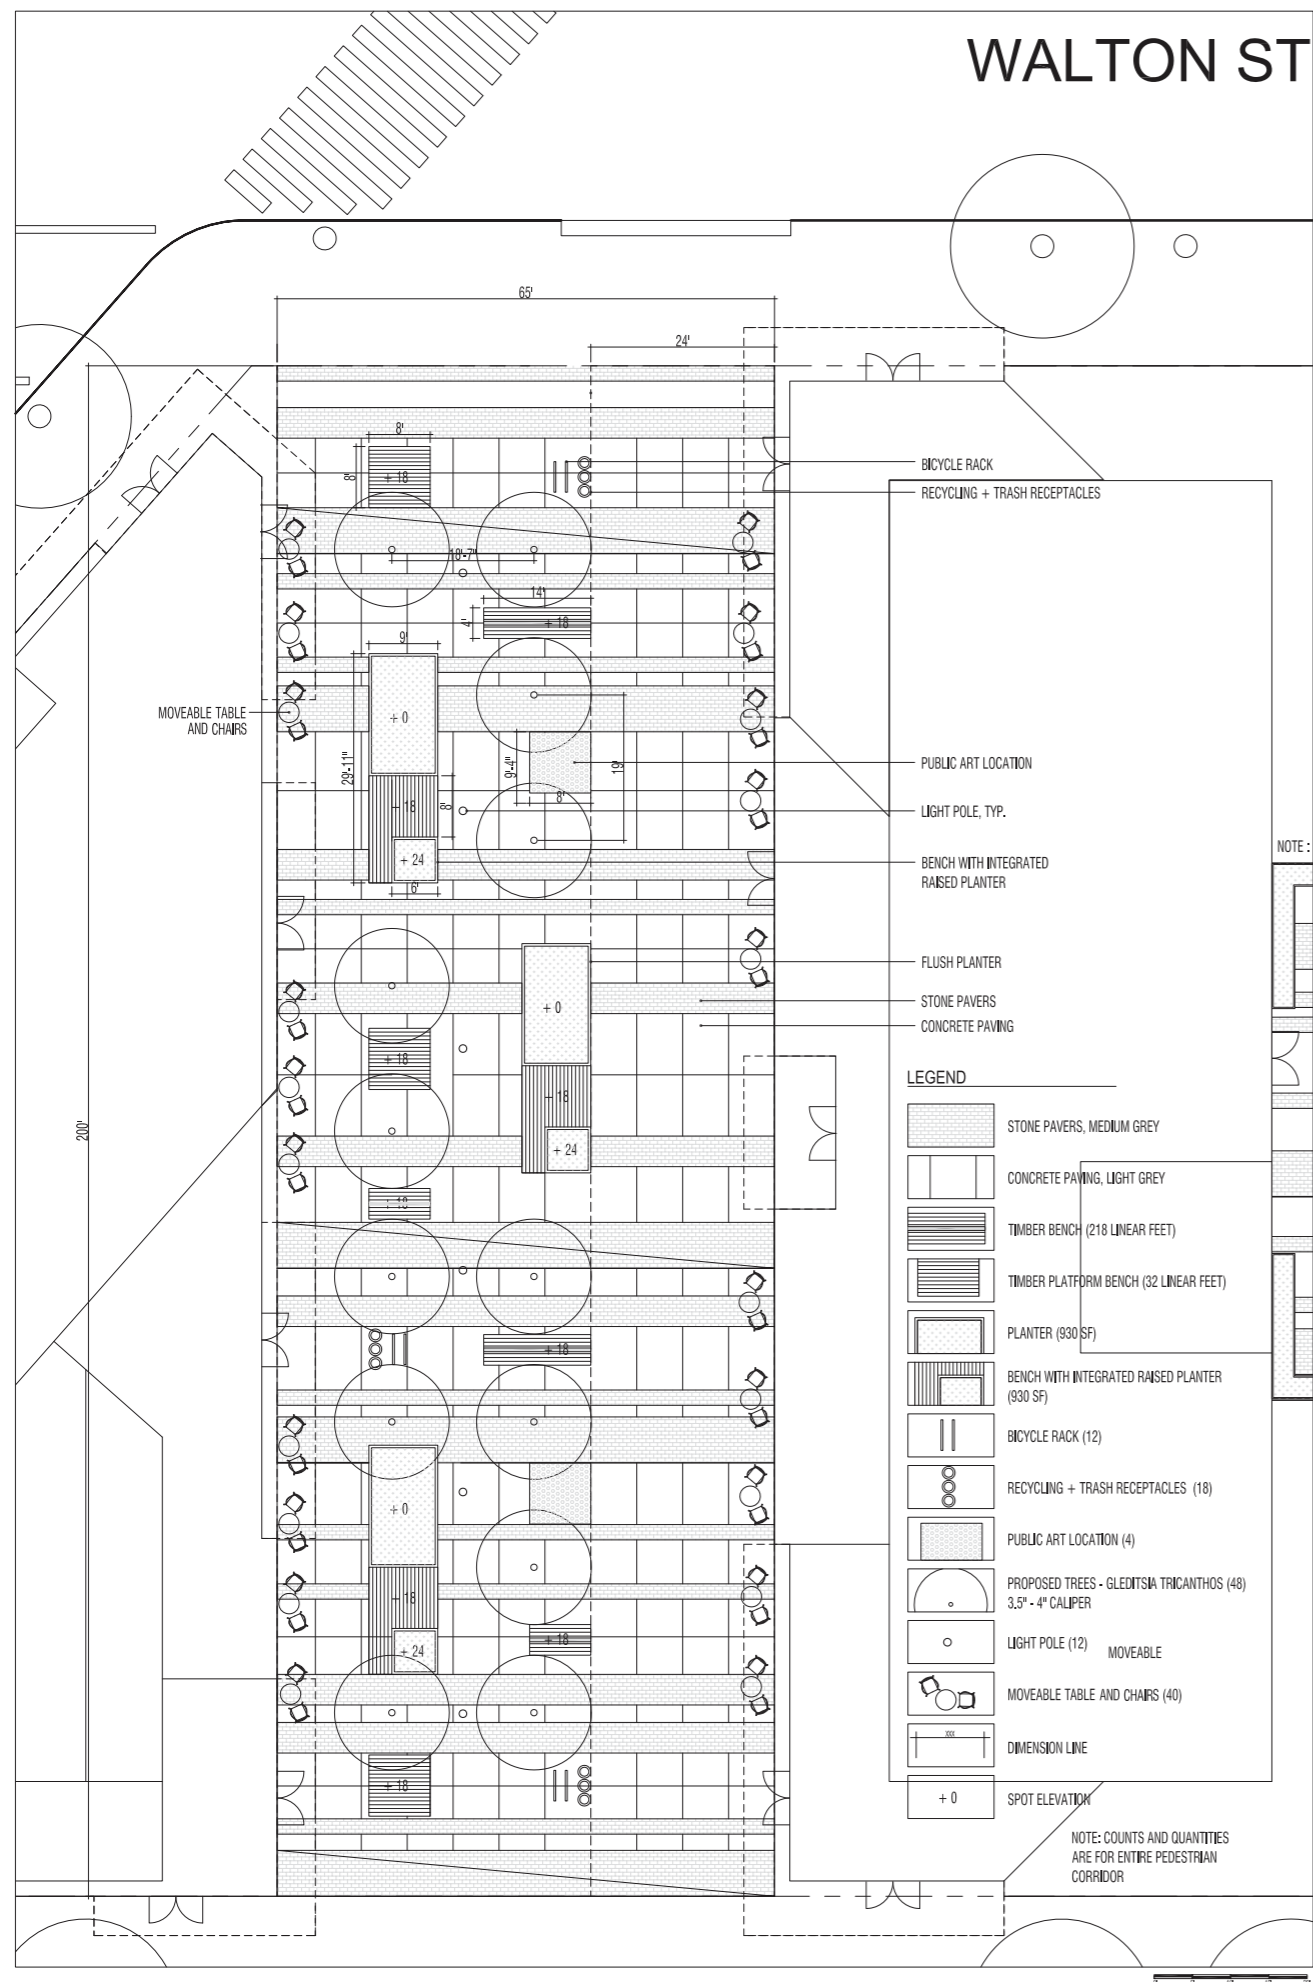 WALTON ST
65'
24'
8'
8'
+ 18
BICYCLE RACK
RECYCLING + TRASH RECEPTACLES
18'-7"
14'
4'
+ 18
9'
MOVEABLE TABLE
AND CHAIRS
+ 0
29'-11"
9'-4"
19'
8'
PUBLIC ART LOCATION
+ 18
8'
LIGHT POLE, TYP.
NOTE :
+ 24
6'
BENCH WITH INTEGRATED
RAISED PLANTER
FLUSH PLANTER
+ 0
STONE PAVERS
CONCRETE PAVING
+ 18
+ 18
+ 24
200'
+ 18
+ 18
+ 0
+ 18
+ 24
+ 18
+ 18
LEGEND
STONE PAVERS, MEDIUM GREY
CONCRETE PAVING, LIGHT GREY
TIMBER BENCH (218 LINEAR FEET)
TIMBER PLATFORM BENCH (32 LINEAR FEET)
PLANTER (930 SF)
BENCH WITH INTEGRATED RAISED PLANTER
(930 SF)
BICYCLE RACK (12)
RECYCLING + TRASH RECEPTACLES (18)
PUBLIC ART LOCATION (4)
PROPOSED TREES - GLEDITSIA TRICANTHOS (48)
3.5" - 4" CALIPER
LIGHT POLE (12)
MOVEABLE
MOVEABLE TABLE AND CHAIRS (40)
XXX
DIMENSION LINE
+ 0
SPOT ELEVATION
NOTE: COUNTS AND QUANTITIES
ARE FOR ENTIRE PEDESTRIAN
CORRIDOR